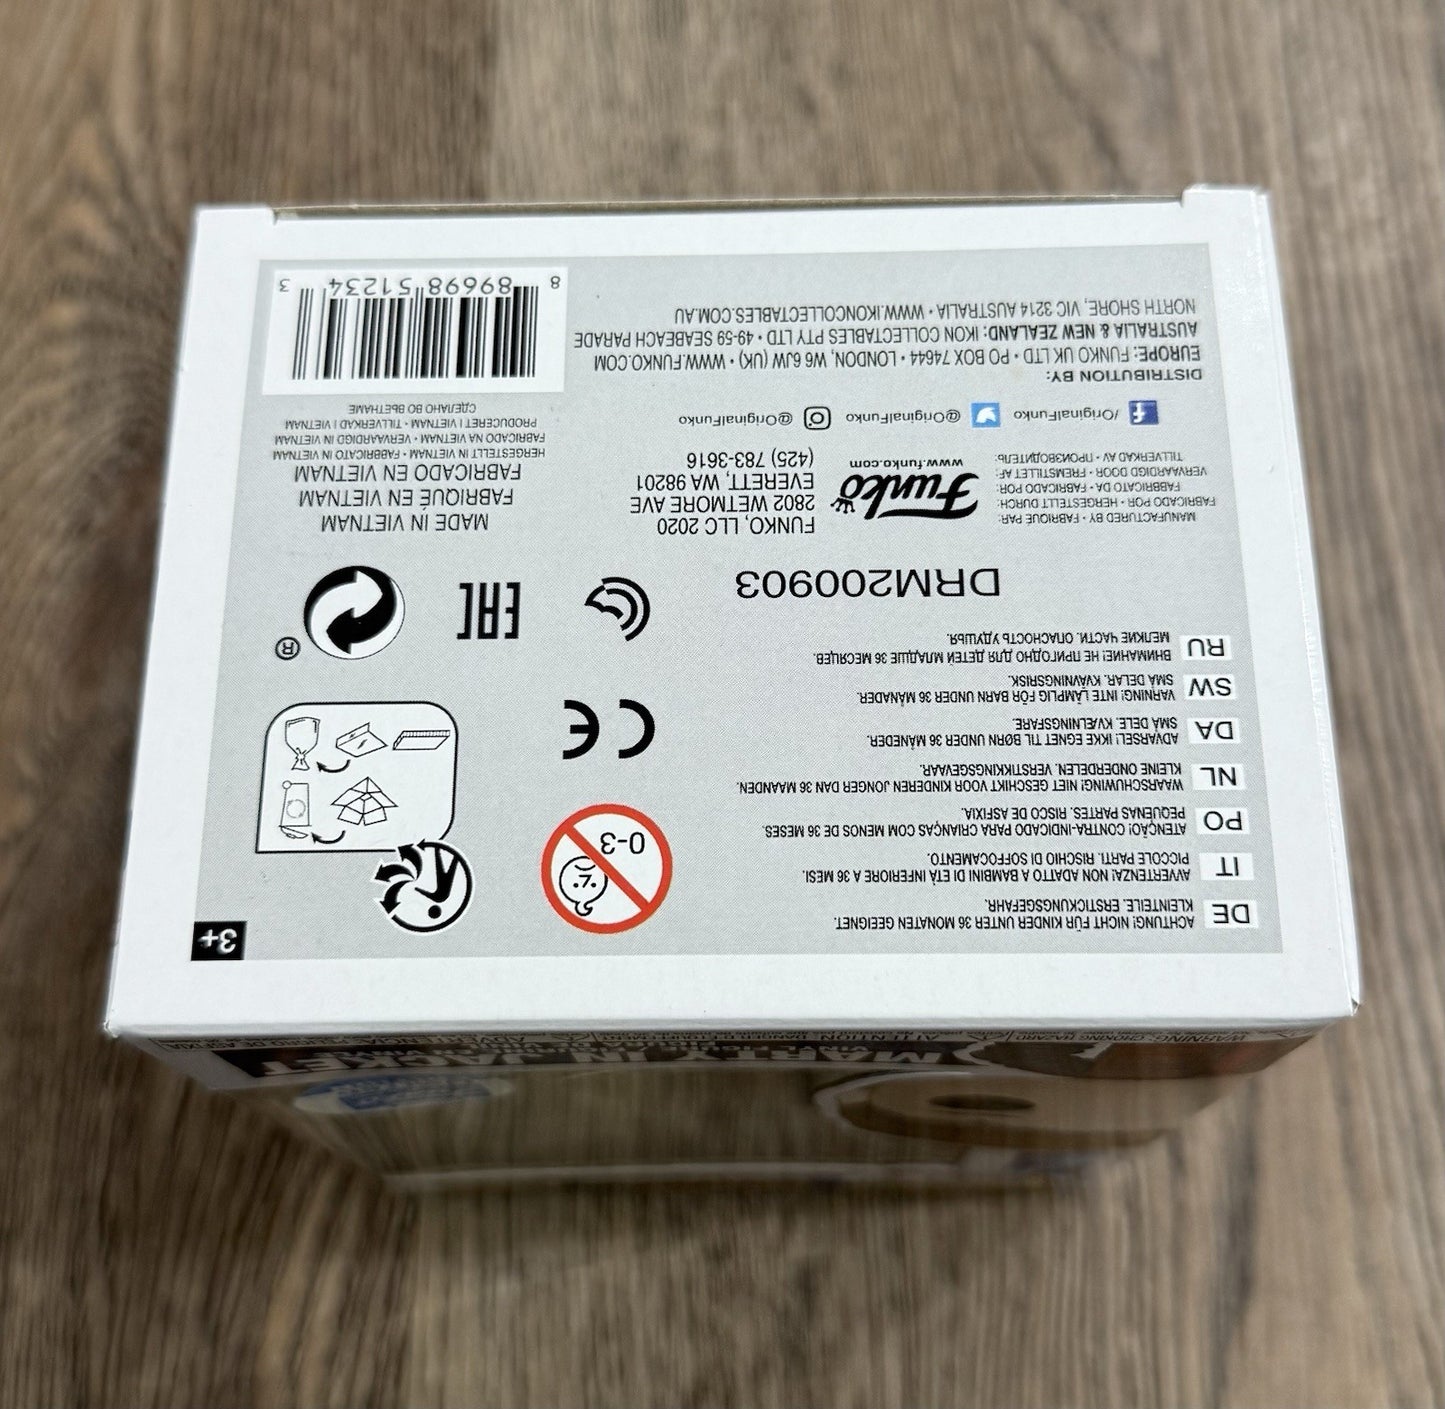 3+
DE
ACHTUNG! NICHT FÜR KINDER UNTER 36 MONATEN GEEIGNET.
KLEINTEILE. ERSTICKUNGSGEFAHR.
IT
AVVERTENZA! NON ADATTO A BAMBINI DI ETÀ INFERIORE A 36 MESI.
PICCOLE PARTI. RISCHIO DI SOFFOCAMENTO.
PO
ATENÇÃO! CONTRA-INDICADO PARA CRIANÇAS COM MENOS DE 36 MESES.
PEQUENAS PARTES. RISCO DE ASFIXIA.
NL
WAARSCHUWING! NIET GESCHIKT VOOR KINDEREN JONGER DAN 36 MAANDEN.
KLEINE ONDERDELEN. VERSTIKKINGSGEVAAR.
DA
ADVARSEL! IKKE EGNET TIL BØRN UNDER 36 MÅNEDER.
SMÅ DELE. KVÆLNINGSFARE.
SW
VARNING! INTE LÄMPLIG FÖR BARN UNDER 36 MÅNADER.
SMÅ DELAR. KVÄVNINGSRISK.
RU
ВНИМАНИЕ! НЕ ПРИГОДНО ДЛЯ ДЕТЕЙ МЛАДШЕ 36 МЕСЯЦЕВ.
МЕЛКИЕ ЧАСТИ. ОПАСНОСТЬ УДУШЬЯ.
0-3
CE
EAC
®
DRM200903
MANUFACTURED BY • FABRIQUÉ PAR:
FABRICADO POR • HERGESTELLT DURCH:
FABBRICATO DA • FABRICADO POR:
VERVAARDIGD DOOR • FREMSTILLET AF:
TILLVERKAD AV • ПРОИЗВОДИТЕЛЬ:
Funko
www.funko.com
FUNKO, LLC 2020
2802 WETMORE AVE
EVERETT, WA 98201
(425) 783-3616
MADE IN VIETNAM
FABRIQUÉ EN VIETNAM
FABRICADO EN VIETNAM
HERGESTELLT IN VIETNAM • FABBRICATO IN VIETNAM
FABRICADO NA VIETNAM • VERVAARDIGD IN VIETNAM
PRODUCERET I VIETNAM • TILLVERKAD I VIETNAM
СДЕЛАНО ВО ВЬЕТНАМЕ
/OriginalFunko @OriginalFunko @OriginalFunko
DISTRIBUTION BY:
EUROPE: FUNKO UK LTD • PO BOX 74644 • LONDON, W6 6JW (UK) • WWW.FUNKO.COM
AUSTRALIA & NEW ZEALAND: IKON COLLECTABLES PTY LTD • 49-59 SEABEACH PARADE
NORTH SHORE, VIC 3214 AUSTRALIA • WWW.IKONCOLLECTABLES.COM.AU
8 89698 51234 3
MARTY IN JACKET
WARNING: CHOKING HAZARD